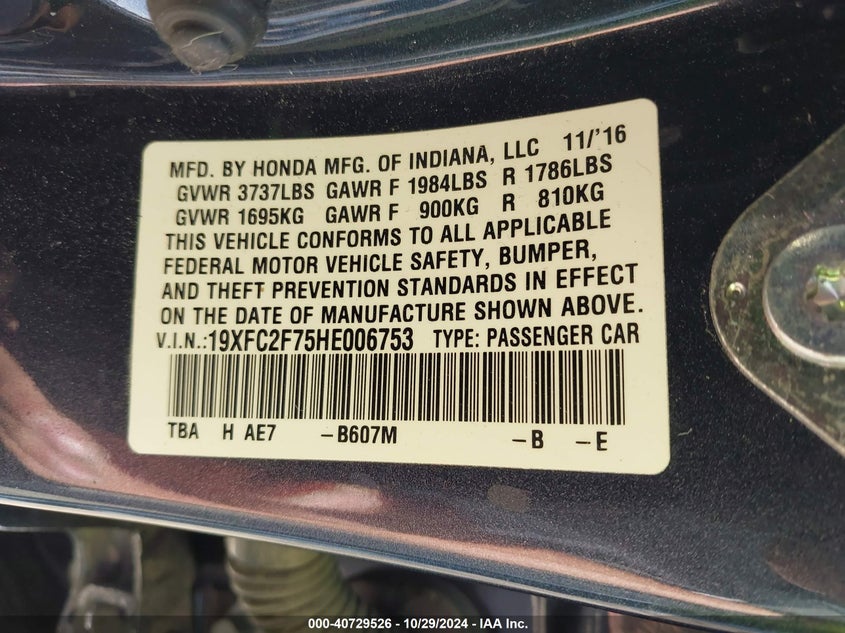 MFD. BY HONDA MFG. OF INDIANA, LLC 11/'16
GVWR 3737LBS GAWR F 1984LBS R 1786LBS
GVWR 1695KG GAWR F 900KG R 810KG
THIS VEHICLE CONFORMS TO ALL APPLICABLE
FEDERAL MOTOR VEHICLE SAFETY, BUMPER,
AND THEFT PREVENTION STANDARDS IN EFFECT
ON THE DATE OF MANUFACTURE SHOWN ABOVE.
V.I.N.:19XFC2F75HE006753 TYPE: PASSENGER CAR
TBA H AE7 –B607M –B –E
000-40729526 - 10/29/2024 - IAA Inc.